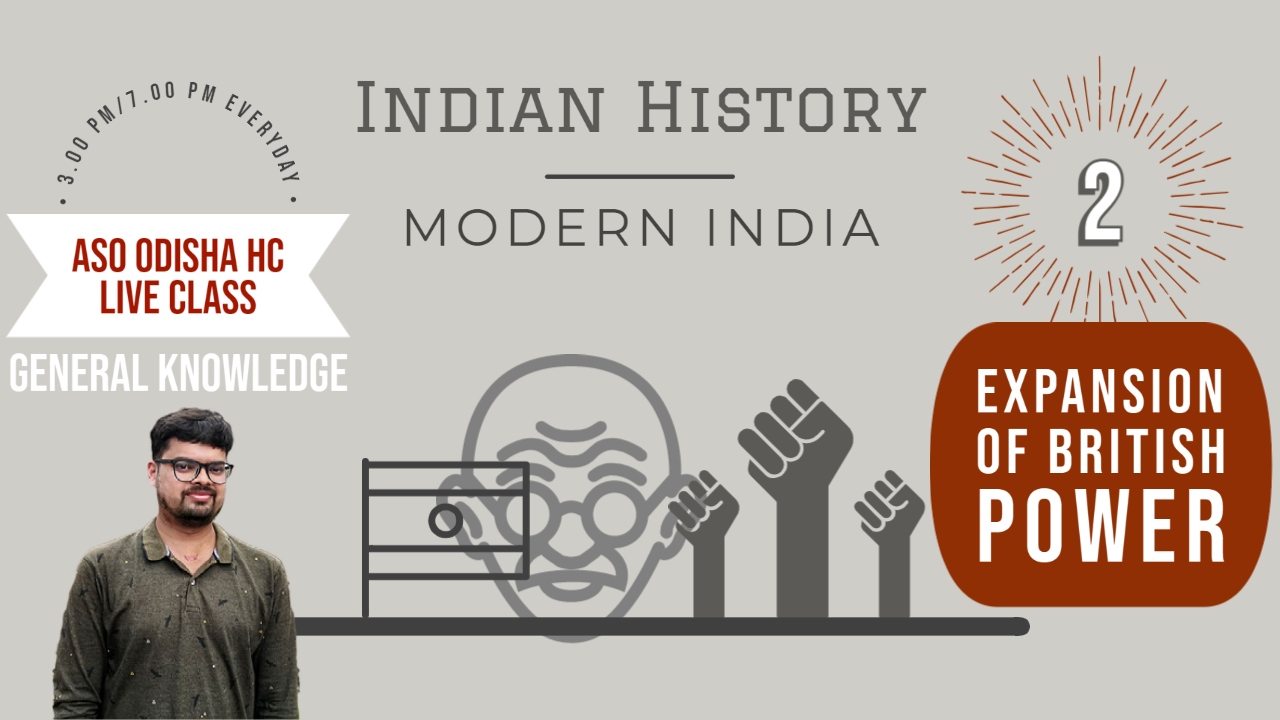 • 3.00 PM/7.00 PM EVERYDAY •
ASO ODISHA HC
LIVE CLASS
GENERAL KNOWLEDGE
INDIAN HISTORY
MODERN INDIA
2
EXPANSION
OF BRITISH
POWER